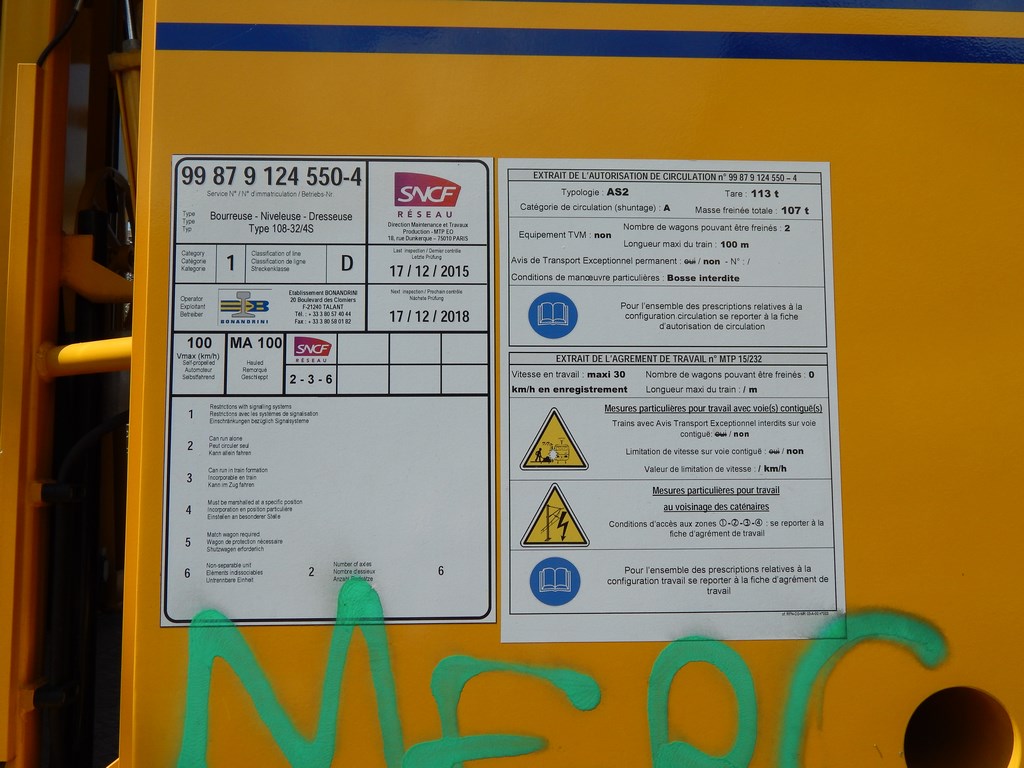 99 87 9 124 550-4
Service N° / N° d'immatriculation / Betriebs-Nr.
Type
Type
Typ
Bourreuse - Niveleuse - Dresseuse
Type 108-32/4S
SNCF
RÉSEAU
Direction Maintenance et Travaux
Production - MTP EO
18, rue Dunkerque – 75010 PARIS
Category
Catégorie
Kategorie
1
Classification of line
Classification de ligne
Streckenklasse
D
Last inspection / Dernier contrôle
Letzte Prüfung
17 / 12 / 2015
Operator
Exploitant
Betreiber
BONANDRINI
Etablissement BONANDRINI
20 Boulevard des Clomiers
F-21240 TALANT
Tél. : + 33 3 80 57 40 44
Fax : + 33 3 80 58 01 82
Next inspection / Prochain contrôle
Nächste Prüfung
17 / 12 / 2018
100
Vmax (km/h)
Self-propelled
Automoteur
Selbstfahrend
MA 100
Hauled
Remorqué
Geschleppt
SNCF
RÉSEAU
2 - 3 - 6
1
Restrictions with signalling systems
Restrictions avec les systèmes de signalisation
Einschränkungen bezüglich Signalsysteme
2
Can run alone
Peut circuler seul
Kann allein fahren
3
Can run in train formation
Incorporable en train
Kann im Zug fahren
4
Must be marshalled at a specific position
Incorporation en position particulière
Einstellen an besonderer Stelle
5
Match wagon required
Wagon de protection nécessaire
Shutzwagen erforderlich
6
Non-separable unit
Eléments indissociables
Untrennbare Einheit
2
Number of axles
Nombre d'essieux
Anzahl
6
EXTRAIT DE L'AUTORISATION DE CIRCULATION n° 99 87 9 124 550 – 4
Typologie : AS2 Tare : 113 t
Catégorie de circulation (shuntage) : A Masse freinée totale : 107 t
Equipement TVM : non
Nombre de wagons pouvant être freinés : 2
Longueur maxi du train : 100 m
Avis de Transport Exceptionnel permanent : oui / non - N° : /
Conditions de manœuvre particulières : Bosse interdite
Pour l'ensemble des prescriptions relatives à la
configuration circulation se reporter à la fiche
d'autorisation de circulation
EXTRAIT DE L'AGREMENT DE TRAVAIL n° MTP 15/232
Vitesse en travail : maxi 30 Nombre de wagons pouvant être freinés : 0
km/h en enregistrement Longueur maxi du train : / m
Mesures particulières pour travail avec voie(s) contiguë(s)
Trains avec Avis Transport Exceptionnel interdits sur voie
contiguë: oui / non
Limitation de vitesse sur voie contiguë : oui / non
Valeur de limitation de vitesse : / km/h
Mesures particulières pour travail
au voisinage des caténaires
Conditions d'accès aux zones ①-②-③-④ : se reporter à la
fiche d'agrément de travail
Pour l'ensemble des prescriptions relatives à la
configuration travail se reporter à la fiche d'agrément de
travail